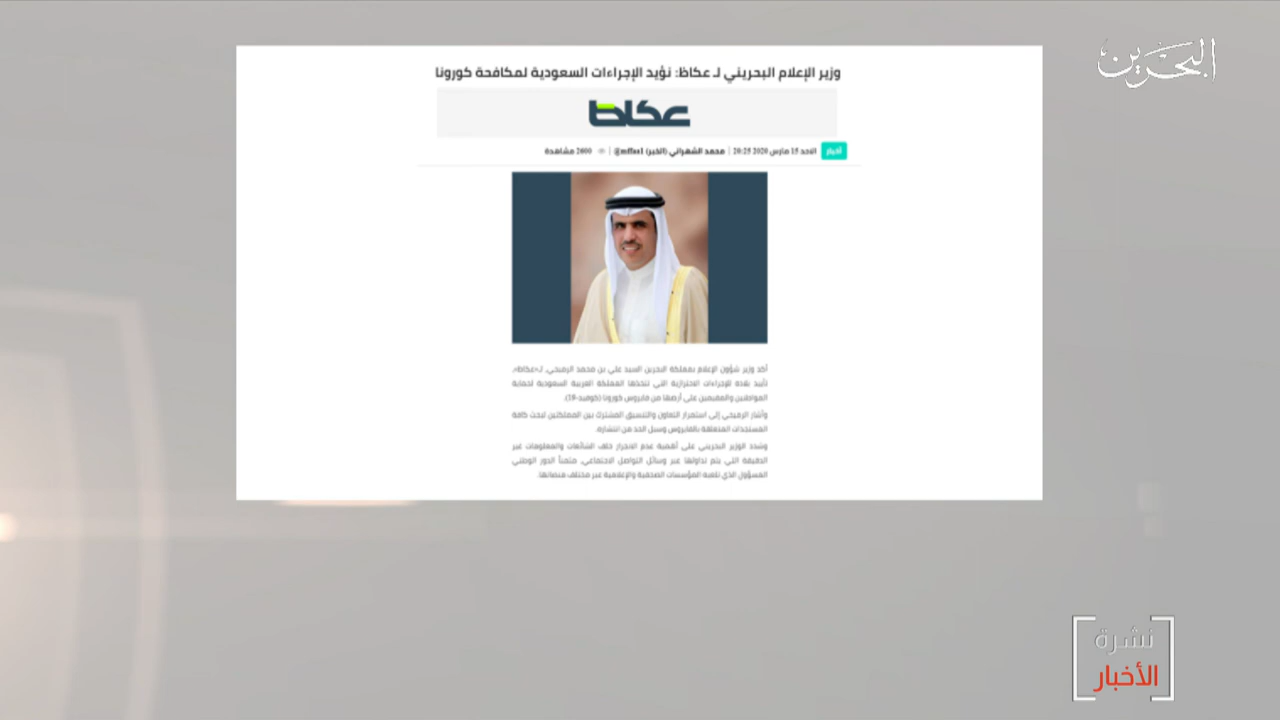 البحرين
وزير الإعلام البحريني لـ عكاظ: نؤيد الإجراءات السعودية لمكافحة كورونا
عكاظ
أخبار
الاحد 15 مارس 2020 20:25 | محمد الشهراني (الخبر) @mffaa1 | 2600 مشاهدة
أكد وزير شؤون الإعلام بمملكة البحرين السيد علي بن محمد الرميحي، لـ«عكاظ»،
تأييد بلاده للإجراءات الاحترازية التي تتخذها المملكة العربية السعودية لحماية
المواطنين والمقيمين على أرضها من فايروس كورونا (كوفيد-19).
وأشار الرميحي إلى استمرار التعاون والتنسيق المشترك بين المملكتين لبحث كافة
المستجدات المتعلقة بالفايروس وسبل الحد من انتشاره.
وشدد الوزير البحريني على أهمية عدم الانجرار خلف الشائعات والمعلومات غير
الدقيقة التي يتم تداولها عبر وسائل التواصل الاجتماعي، مثمناً الدور الوطني
المسؤول الذي تلعبه المؤسسات الصحفية والإعلامية عبر مختلف منصاتها.
نشرة
الأخبار